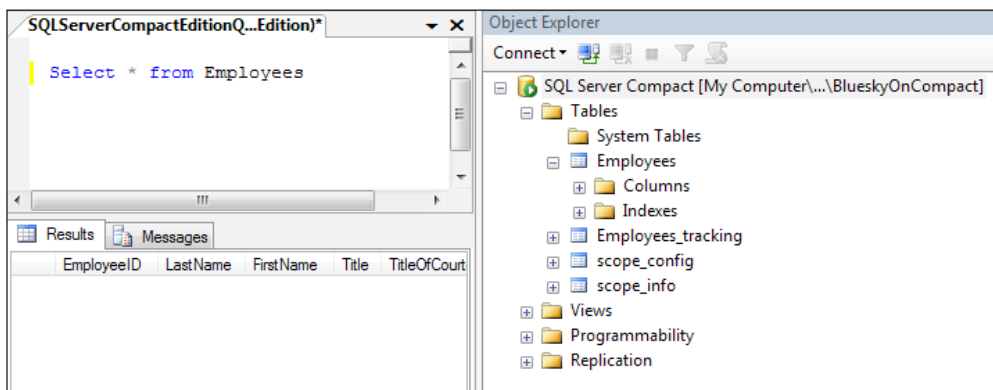 SQLServerCompactEditionQ...Edition)*
Select * from Employees
Results
Messages
EmployeeID LastName FirstName Title TitleOfCourt
Object Explorer
Connect
SQL Server Compact [My Computer\...\BlueskyOnCompact]
Tables
System Tables
Employees
Columns
Indexes
Employees_tracking
scope_config
scope_info
Views
Programmability
Replication